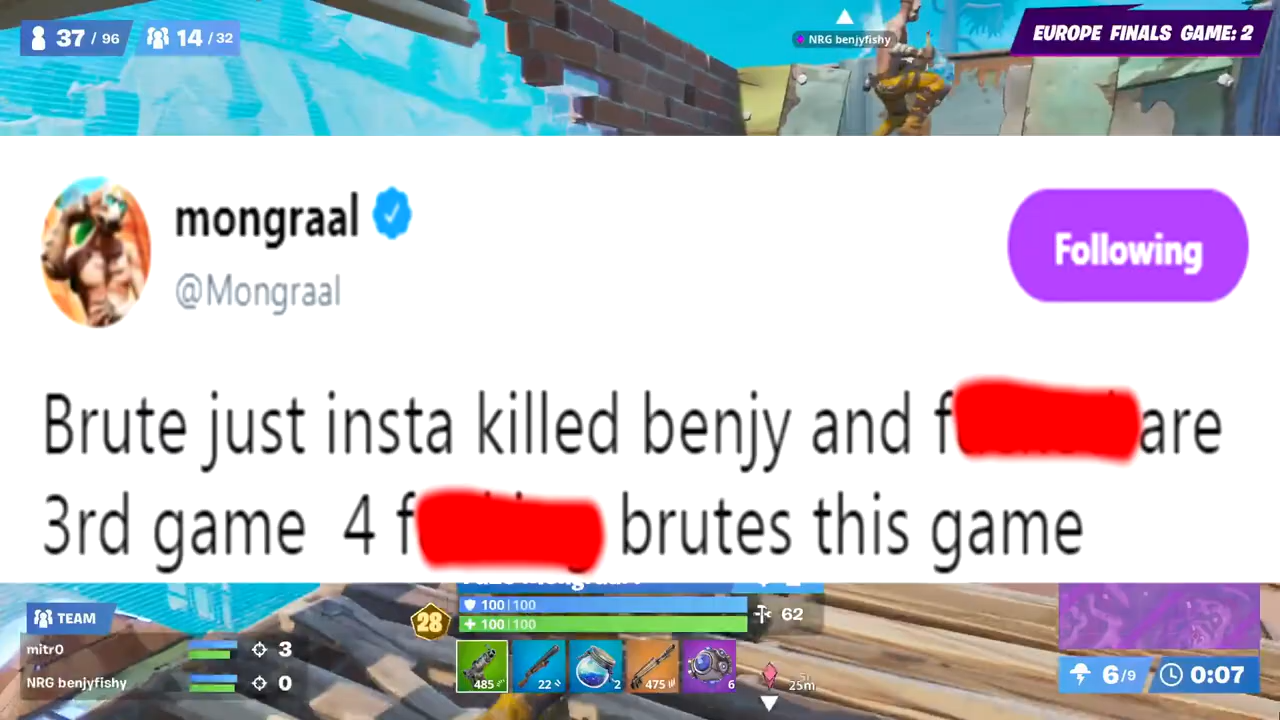 37 / 96
14 / 32
NRG benjyfishy
EUROPE FINALS GAME: 2
mongraal
@Mongraal
Following
Brute just insta killed benjy and f are
3rd game 4 f brutes this game
TEAM
mitr0
3
NRG benjyfishy
0
28
100 | 100
100 | 100
62
485
22
2
475
6
25m
6/9
0:07